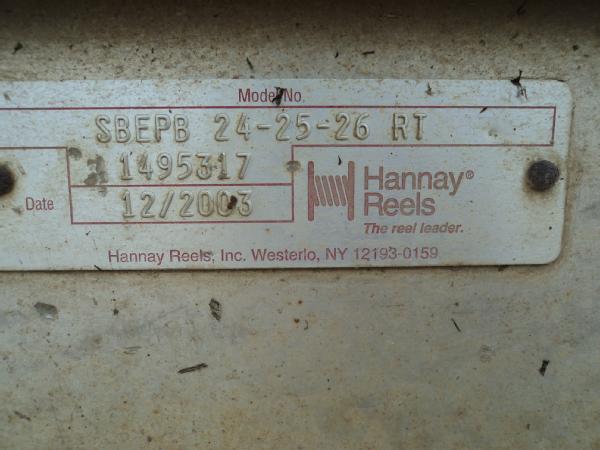 Model No.
SBEPB 24-25-26 RT
1495317
Date 12/2003
Hannay® Reels
The reel leader.
Hannay Reels, Inc. Westerlo, NY 12193-0159